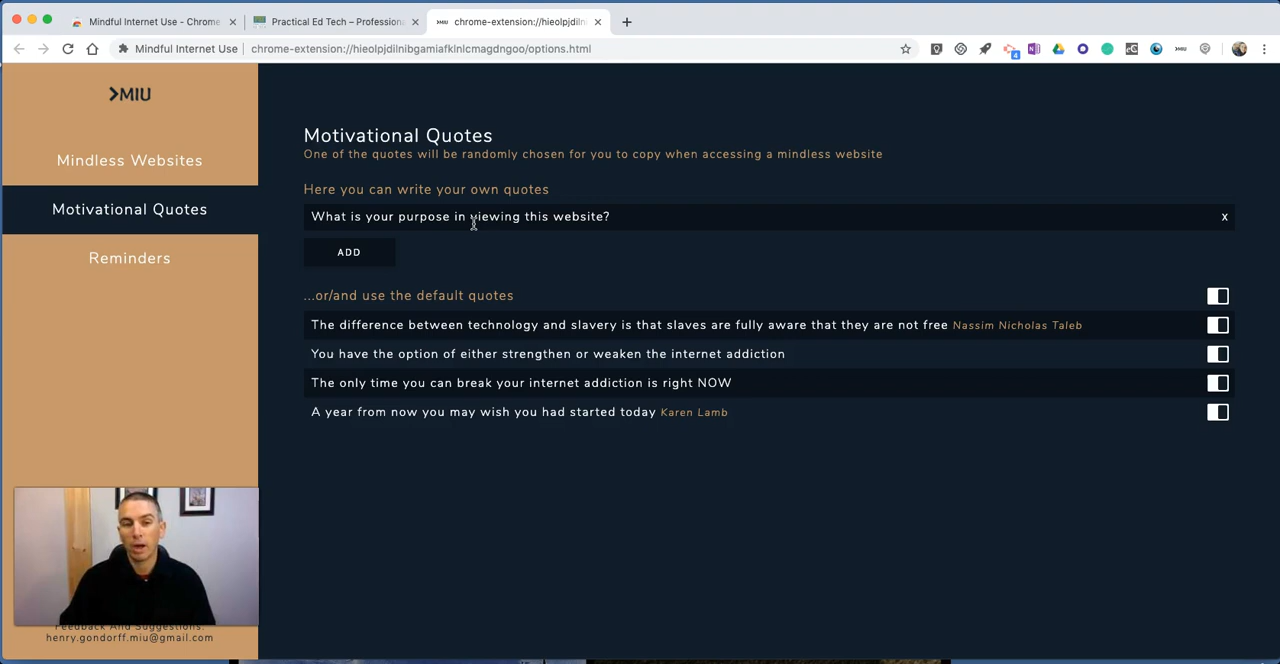 Mindful Internet Use - Chrome
Practical Ed Tech – Profession
chrome-extension://hieolpjdiln
Mindful Internet Use
chrome-extension://hieolpjdilnibgamiafklnlcmagdngoo/options.html
4
>MIU
Mindless Websites
Motivational Quotes
Reminders
Motivational Quotes
One of the quotes will be randomly chosen for you to copy when accessing a mindless website
Here you can write your own quotes
What is your purpose in viewing this website?
x
ADD
...or/and use the default quotes
The difference between technology and slavery is that slaves are fully aware that they are not free Nassim Nicholas Taleb
You have the option of either strengthen or weaken the internet addiction
The only time you can break your internet addiction is right NOW
A year from now you may wish you had started today Karen Lamb
Feedback And Suggestions:
henry.gondorff.miu@gmail.com